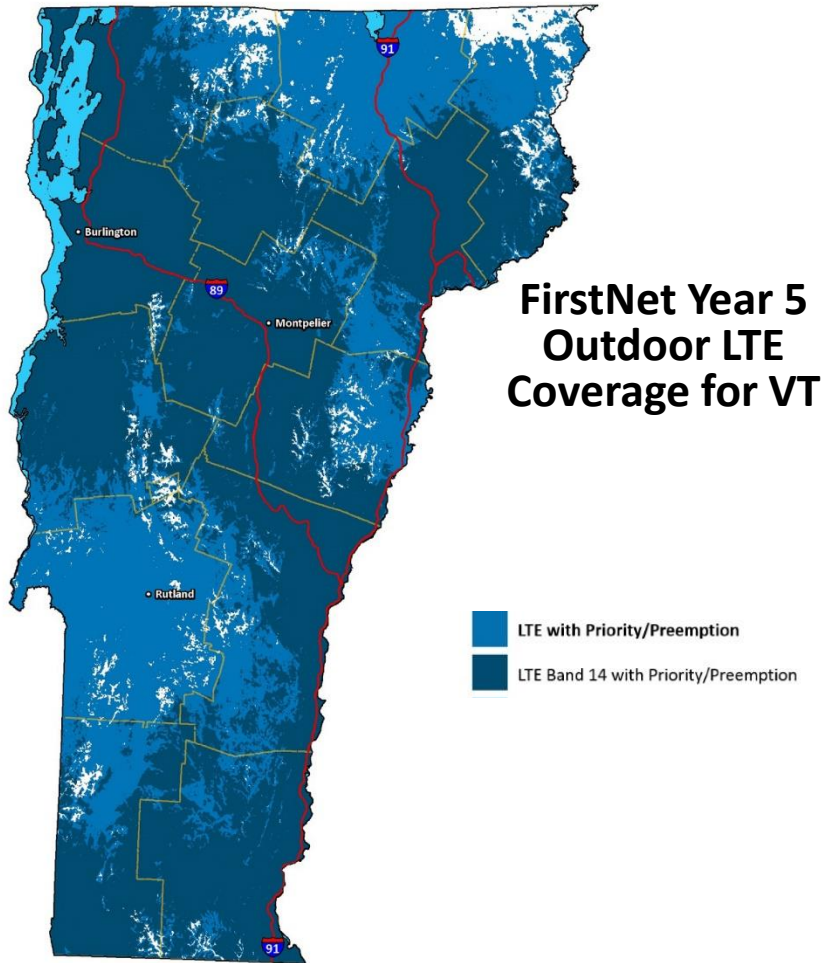 91
Burlington
89
Montpelier
FirstNet Year 5
Outdoor LTE
Coverage for VT
Rutland
LTE with Priority/Preemption
LTE Band 14 with Priority/Preemption
91